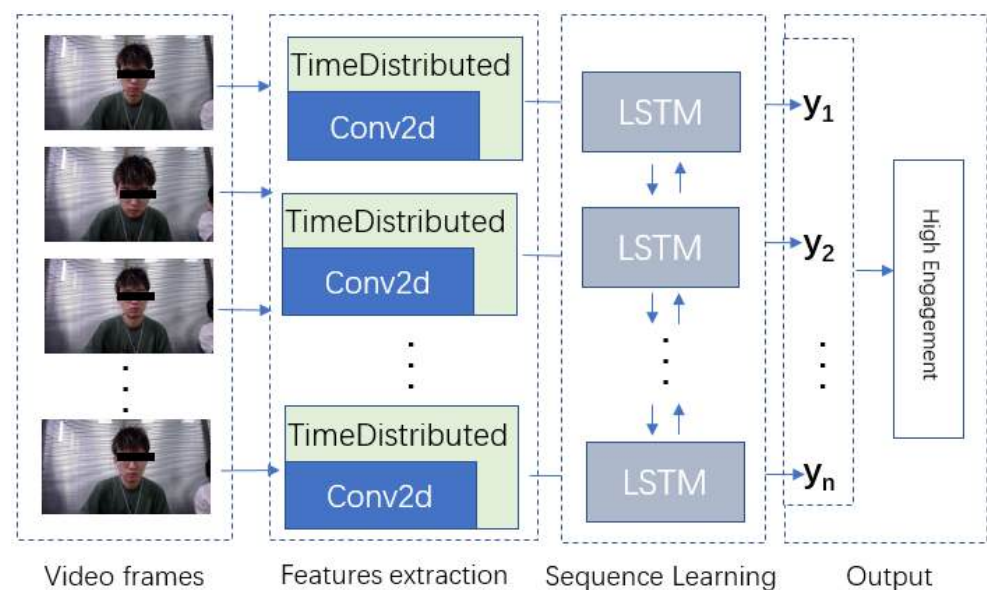 TimeDistributed
Conv2d
LSTM
y₁
TimeDistributed
Conv2d
LSTM
y₂
High Engagement
TimeDistributed
Conv2d
LSTM
yₙ
Video frames
Features extraction
Sequence Learning
Output